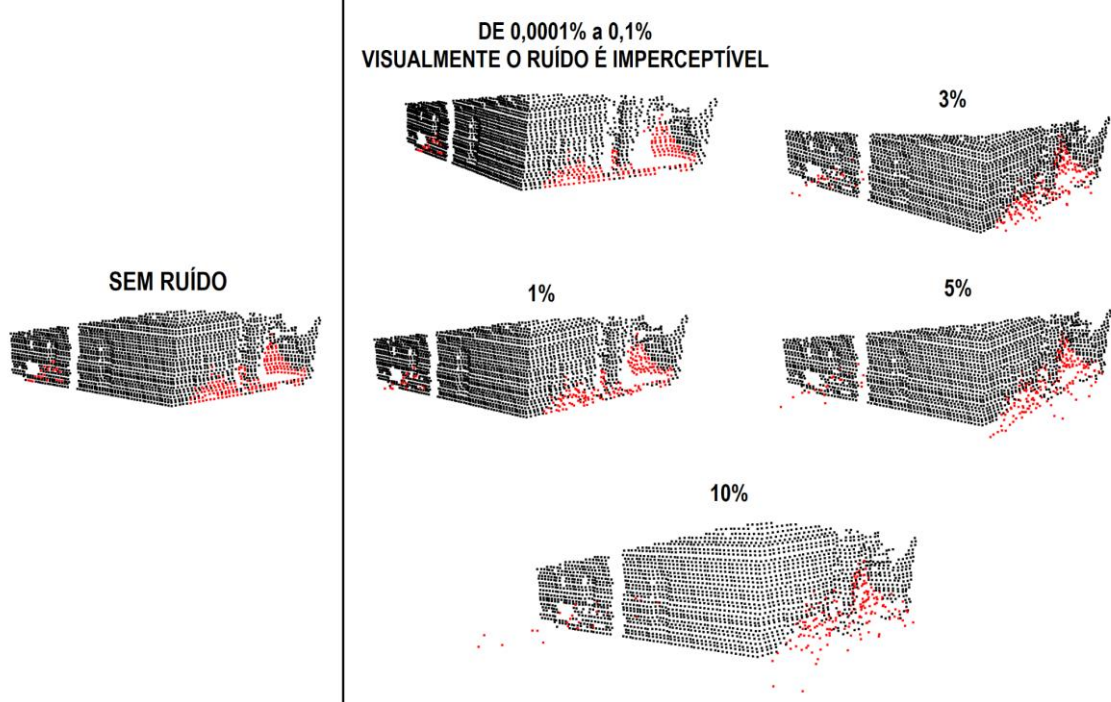 SEM RUÍDO
DE 0,0001% a 0,1%
VISUALMENTE O RUÍDO É IMPERCEPTÍVEL
1%
3%
5%
10%